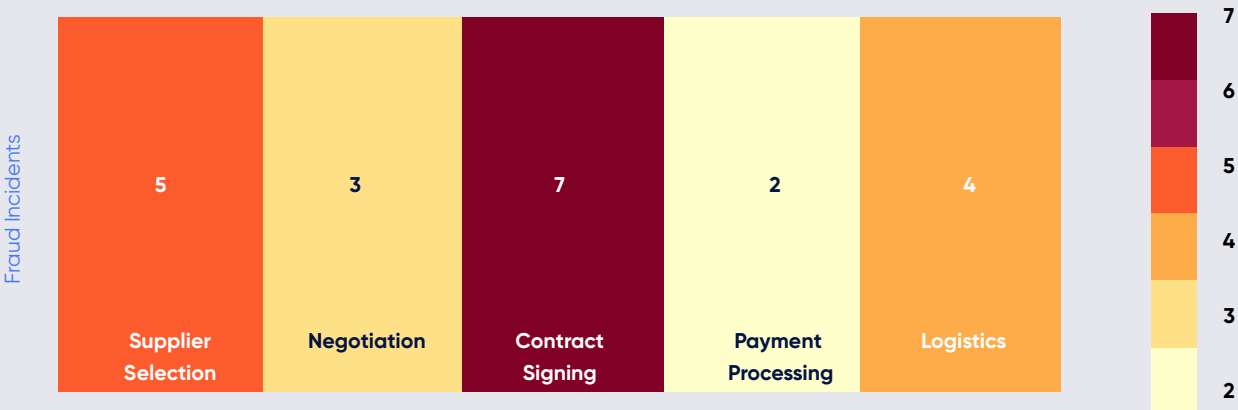 Fraud Incidents
5
3
7
2
4
Supplier
Selection
Negotiation
Contract
Signing
Payment
Processing
Logistics
7
6
5
4
3
2